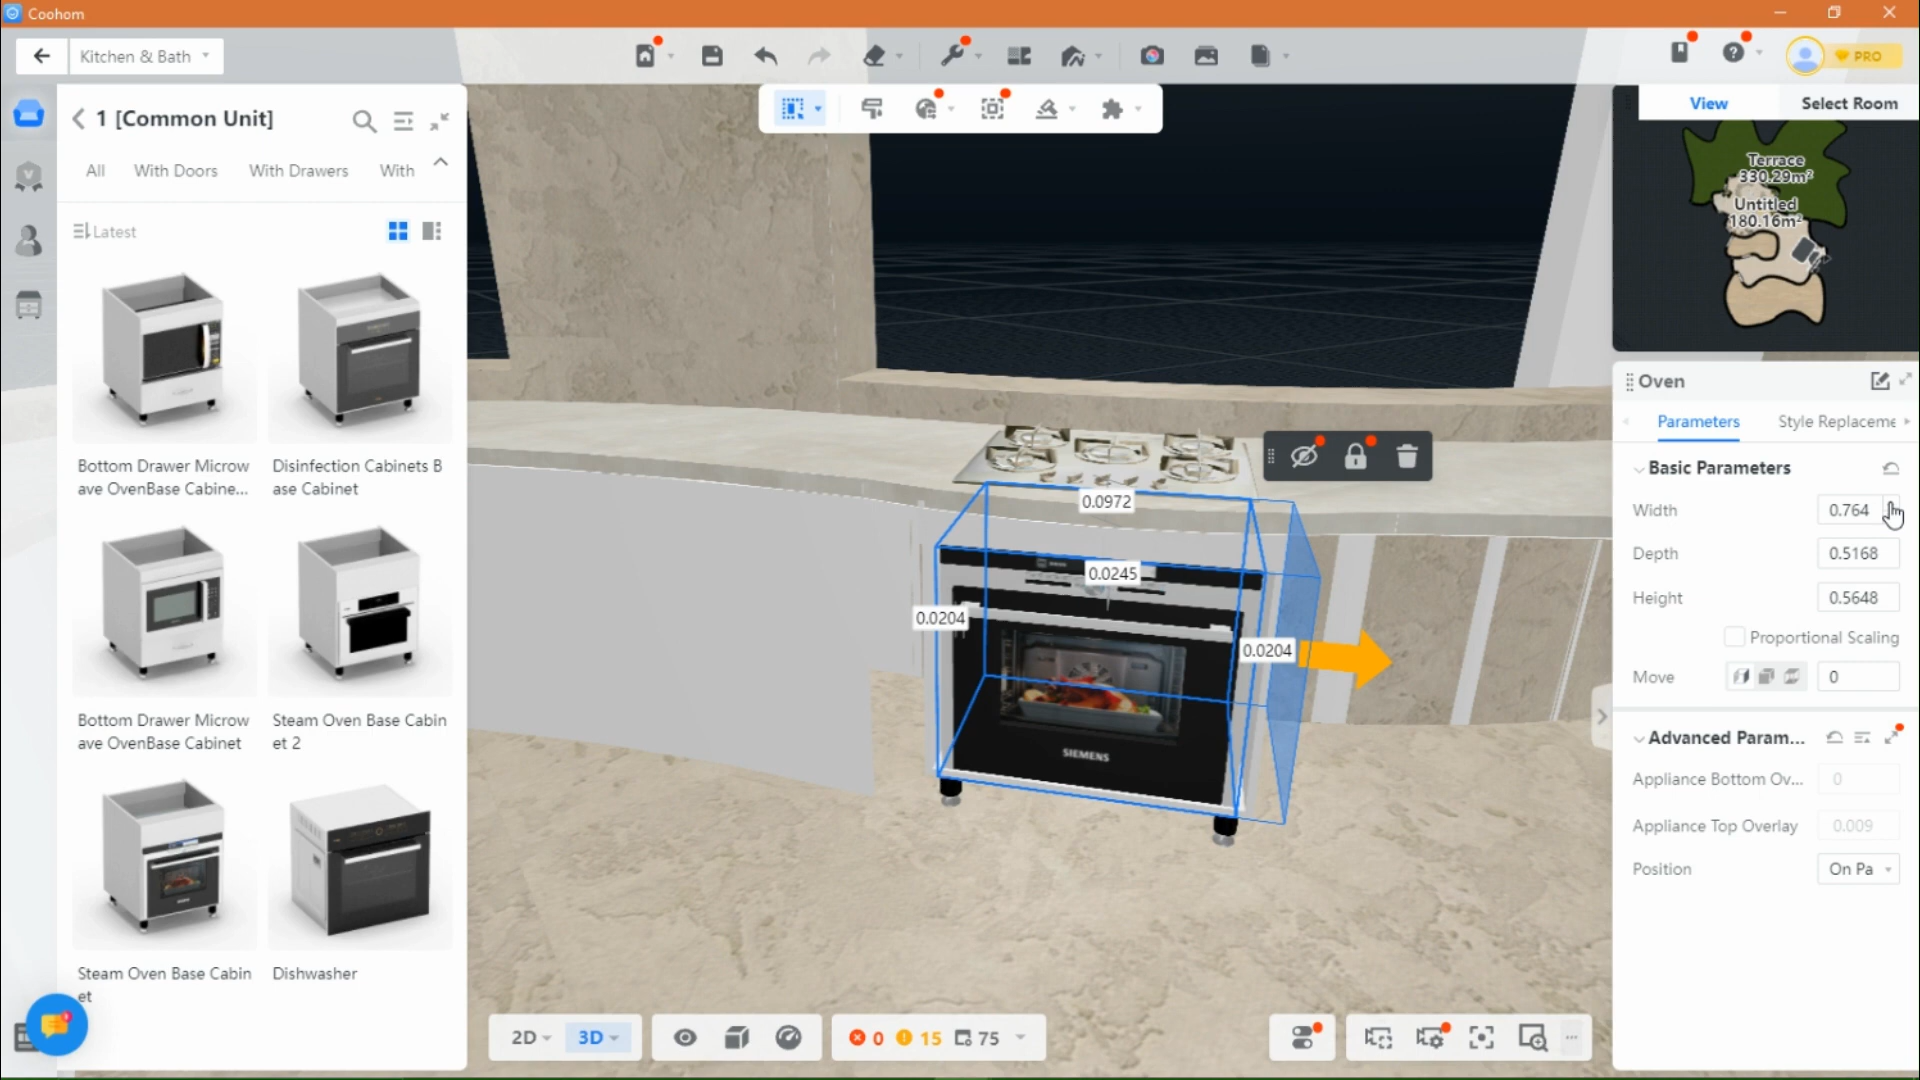 Coohom
Kitchen & Bath
PRO
1 [Common Unit]
All With Doors With Drawers With
Latest
Bottom Drawer Microw
ave OvenBase Cabine...
Disinfection Cabinets B
ase Cabinet
Bottom Drawer Microw
ave OvenBase Cabinet
Steam Oven Base Cabin
et 2
Steam Oven Base Cabin
et
Dishwasher
0.0972
0.0245
0.0204
0.0204
SIEMENS
2D
3D
0 15 75
View Select Room
Terrace
330.29m²
Untitled
180.16m²
Oven
Parameters Style Replaceme
Basic Parameters
Width 0.764
Depth 0.5168
Height 0.5648
Proportional Scaling
Move 0
Advanced Param...
Appliance Bottom Ov... 0
Appliance Top Overlay 0.009
Position On Pa